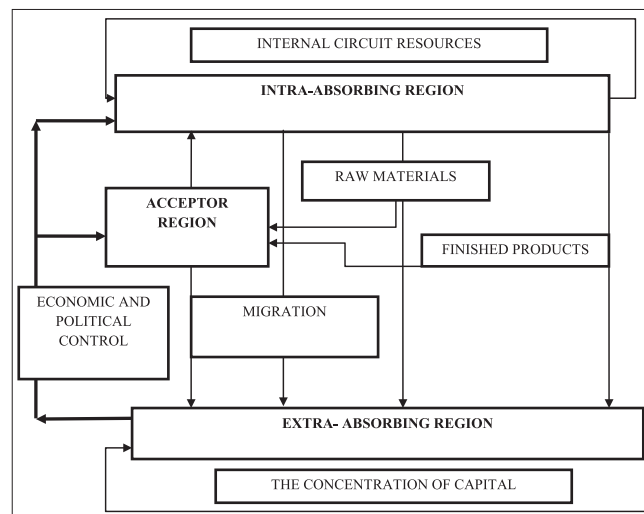 INTERNAL CIRCUIT RESOURCES
INTRA-ABSORBING REGION
RAW MATERIALS
ACCEPTOR
REGION
FINISHED PRODUCTS
ECONOMIC AND
POLITICAL
CONTROL
MIGRATION
EXTRA- ABSORBING REGION
THE CONCENTRATION OF CAPITAL